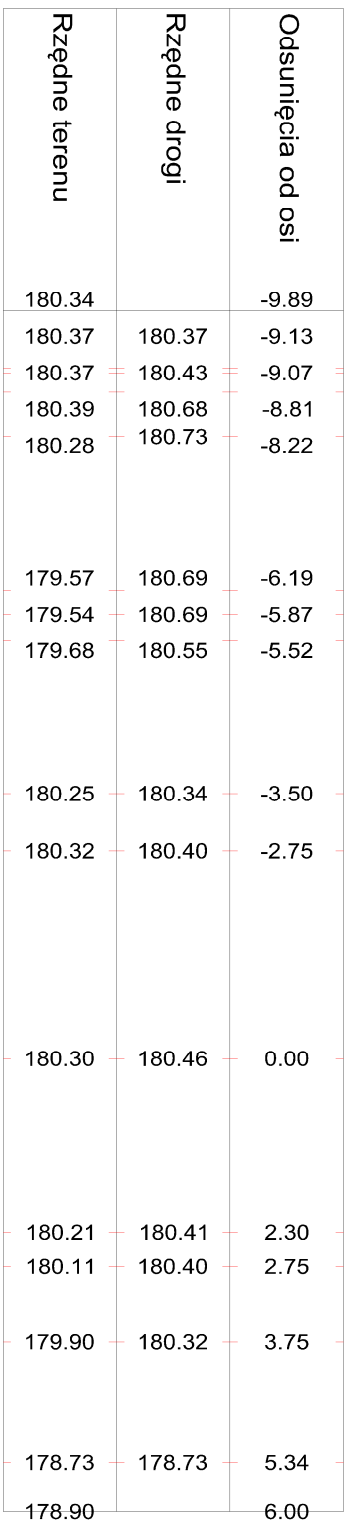 Rzędne terenu Rzędne drogi Odsunięcia od osi
180.34 -9.89
180.37 180.37 -9.13
180.37 180.43 -9.07
180.39 180.68 -8.81
180.28 180.73 -8.22
179.57 180.69 -6.19
179.54 180.69 -5.87
179.68 180.55 -5.52
180.25 180.34 -3.50
180.32 180.40 -2.75
180.30 180.46 0.00
180.21 180.41 2.30
180.11 180.40 2.75
179.90 180.32 3.75
178.73 178.73 5.34
178.90 6.00